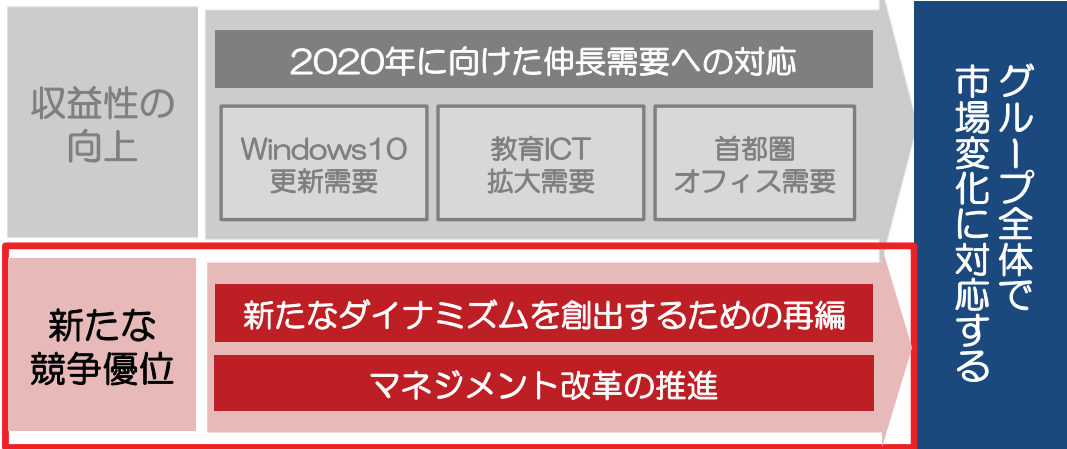 収益性の
向上
2020年に向けた伸長需要への対応
Windows10
更新需要
教育ICT
拡大需要
首都圏
オフィス需要
新たな
競争優位
新たなダイナミズムを創出するための再編
マネジメント改革の推進
グループ全体で
市場変化に対応する